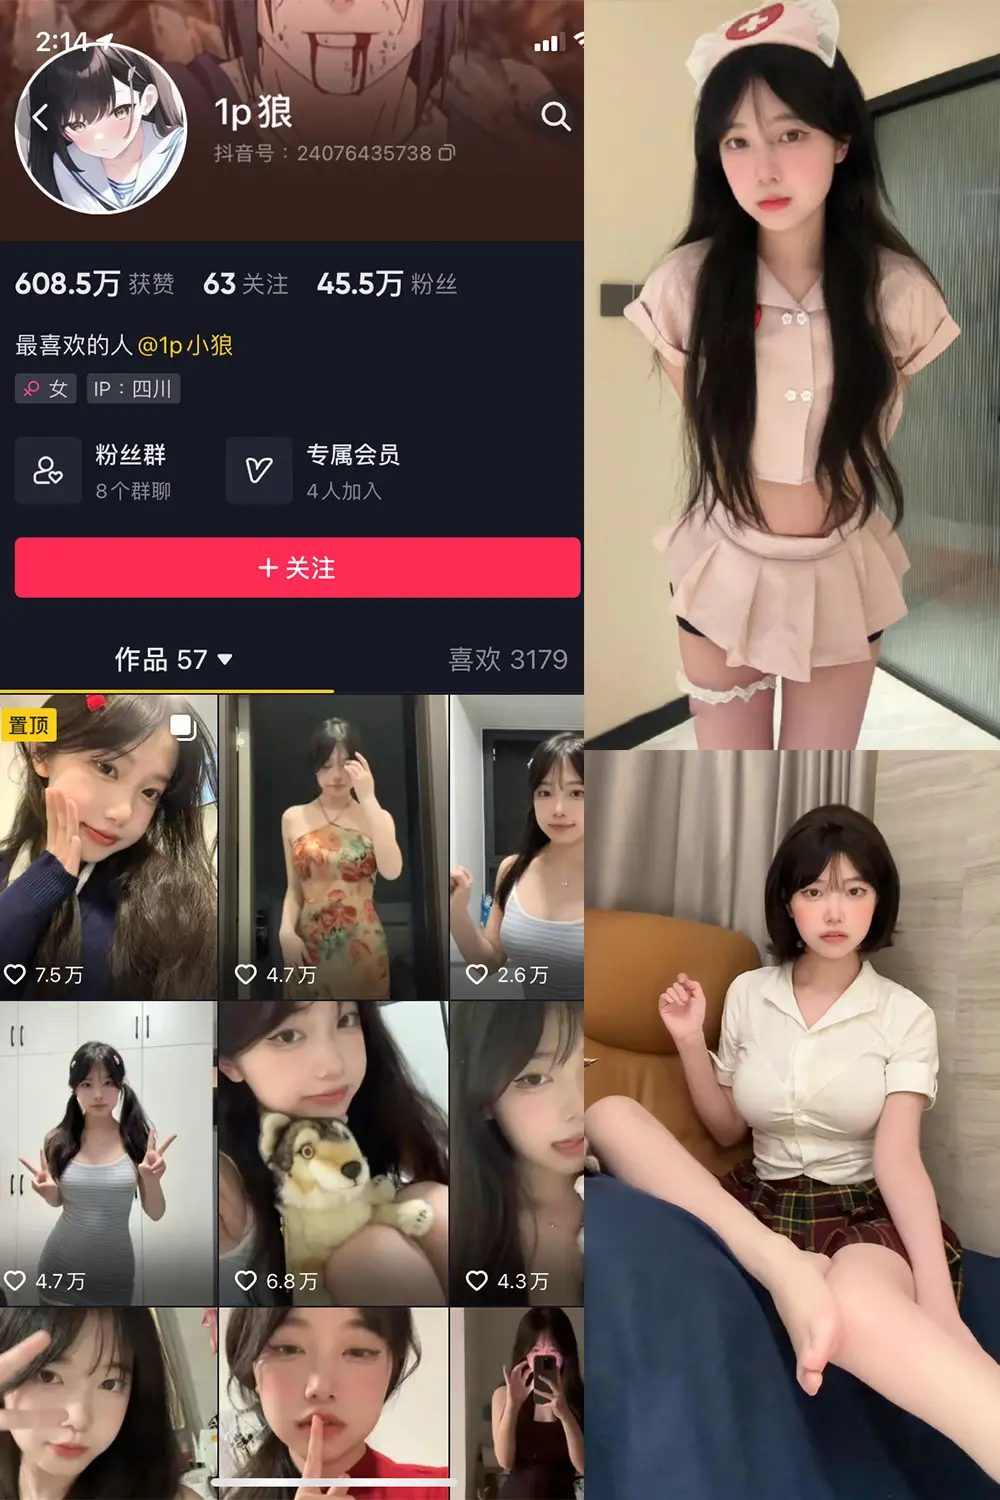 2:14
1p狼
抖音号：24076435738
608.5万 获赞 63 关注 45.5万 粉丝
最喜欢的人 @1p小狼
女 IP：四川
粉丝群 专属会员
8个群聊 4人加入
+ 关注
作品 57 喜欢 3179
置顶
7.5万 4.7万 2.6万
4.7万 6.8万 4.3万